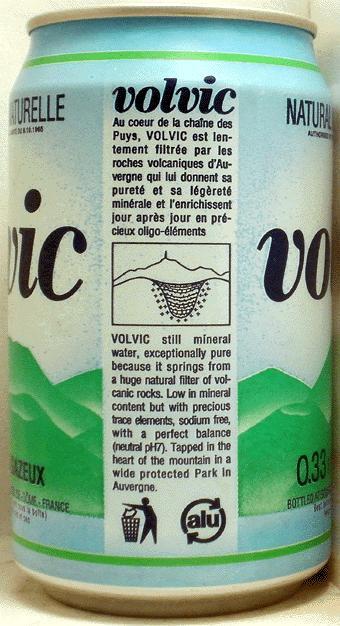 volvic
Au coeur de la chaîne des
Puys, VOLVIC est len-
tement filtrée par les
roches volcaniques d'Au-
vergne qui lui donnent sa
pureté et sa légèreté
minérale et l'enrichissent
jour après jour en pré-
cieux oligo-éléments
VOLVIC still mineral
water, exceptionally pure
because it springs from
a huge natural filter of vol-
canic rocks. Low in mineral
content but with precious
trace elements, sodium free,
with a perfect balance
(neutral pH7). Tapped in the
heart of the mountain in a
wide protected Park in
Auvergne.
alu
TURELLE
vic
AZEUX
DÔME - FRANCE
NATURAL
vo
0.33
BOTTLED AT